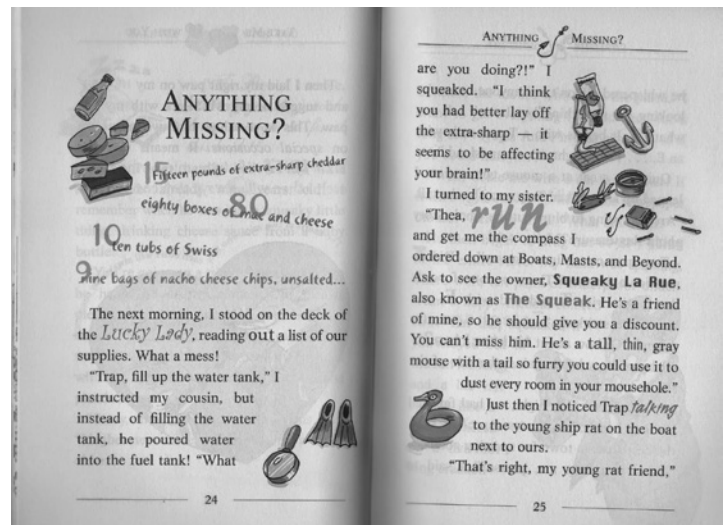 ANYTHING
MISSING?
15 Fifteen pounds of extra-sharp cheddar
eighty boxes of 80 mac and cheese
10 ten tubs of Swiss
9 nine bags of nacho cheese chips, unsalted...
The next morning, I stood on the deck of
the Lucky Lady, reading out a list of our
supplies. What a mess!
"Trap, fill up the water tank," I
instructed my cousin, but
instead of filling the water
tank, he poured water
into the fuel tank! "What
24
ANYTHING MISSING?
are you doing?!" I
squeaked. "I think
you had better lay off
the extra-sharp — it
seems to be affecting
your brain!"
I turned to my sister.
"Thea, run
and get me the compass I
ordered down at Boats, Masts, and Beyond.
Ask to see the owner, Squeaky La Rue,
also known as The Squeak. He's a friend
of mine, so he should give you a discount.
You can't miss him. He's a tall, thin, gray
mouse with a tail so furry you could use it to
dust every room in your mousehole."
Just then I noticed Trap talking
to the young ship rat on the boat
next to ours.
"That's right, my young rat friend,"
25